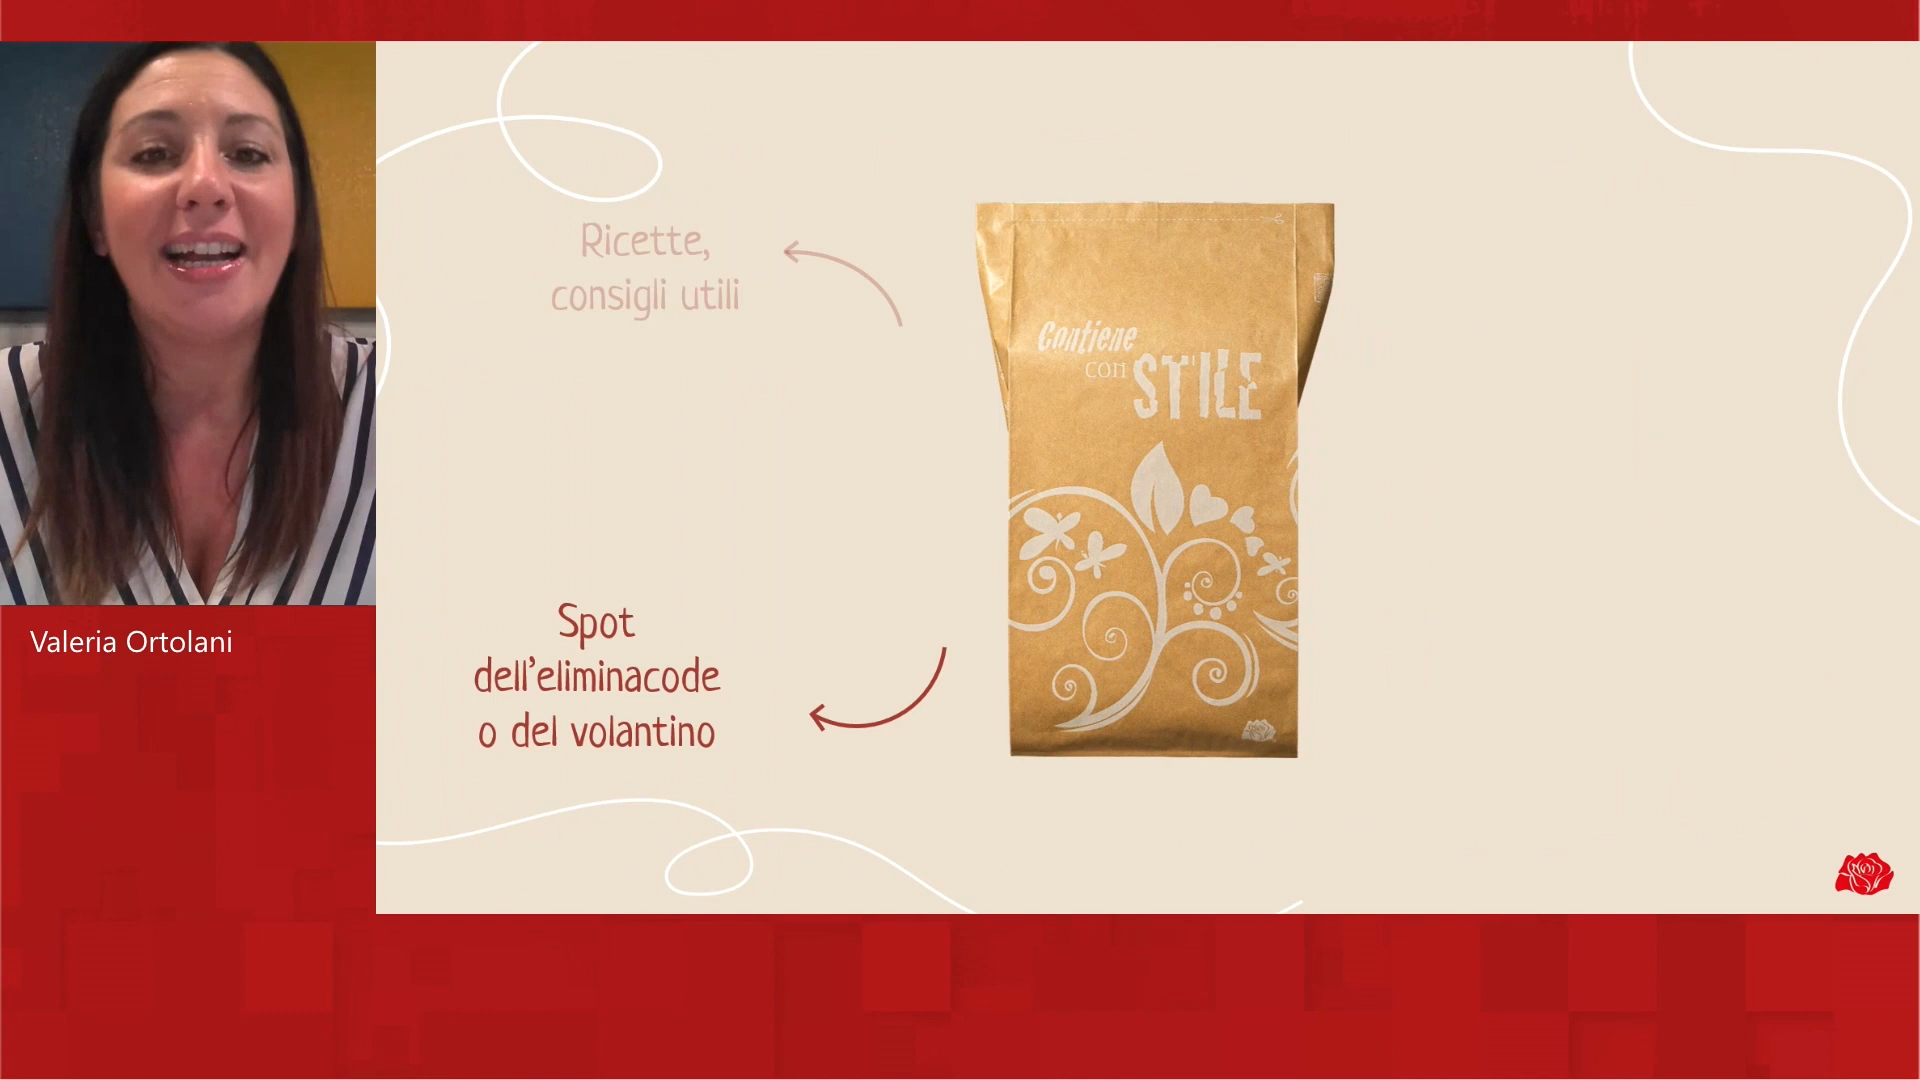 Valeria Ortolani
Ricette,
consigli utili
Spot
dell'eliminacode
o del volantino
Contiene
con STILE